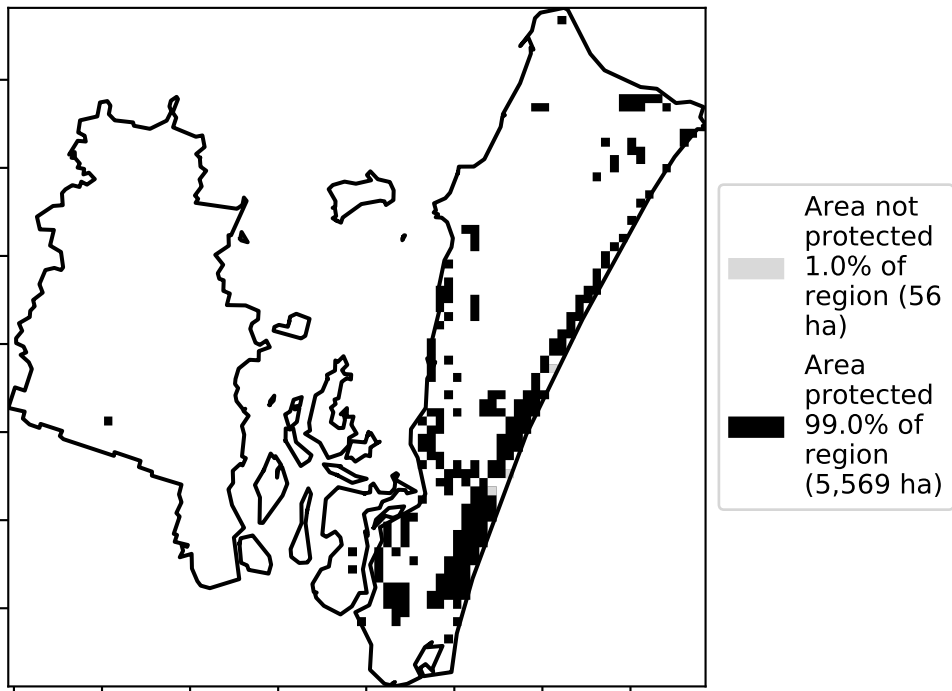 Area not
protected
1.0% of
region (56
ha)
Area
protected
99.0% of
region
(5,569 ha)